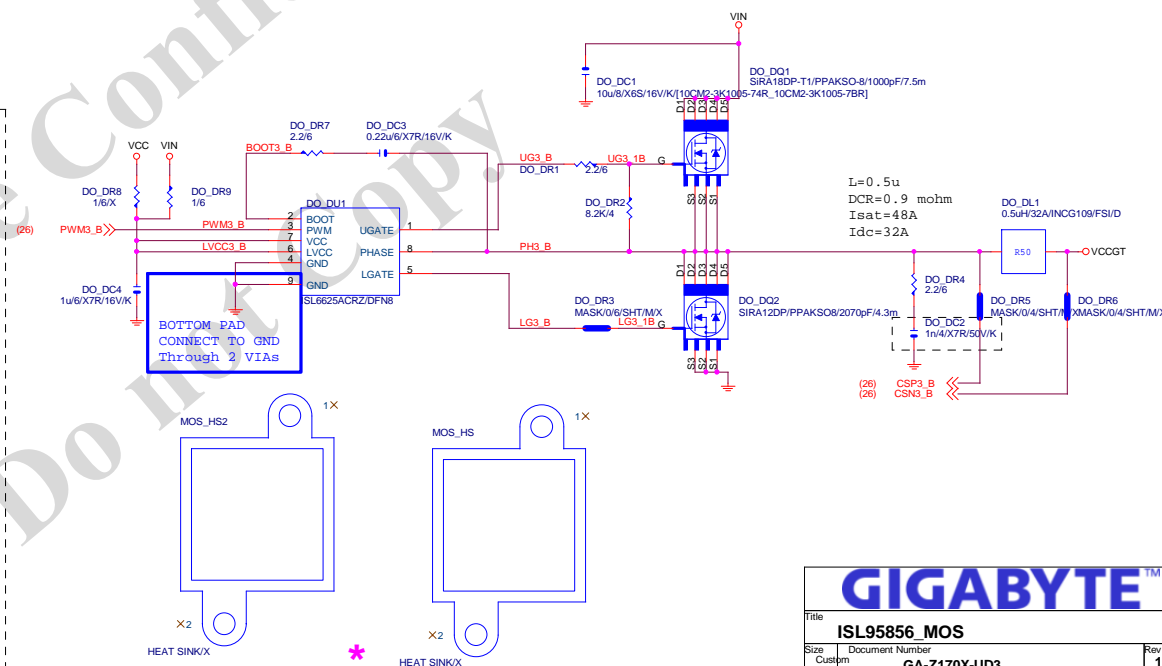 VIN
DO_DC1
10u/8/X6S/16V/K/[10CM2-3K1005-74R_10CM2-3K1005-7BR]
DO_DQ1
SiRA18DP-T1/PPAKSO-8/1000pF/7.5m
D1
D2
D3
D4
D5
G
S3
S2
S1
DO_DR7
2.2/6
DO_DC3
0.22u/6/X7R/16V/K
BOOT3_B
VCC
VIN
DO_DR8
1/6/X
DO_DR9
1/6
UG3_B
DO_DR1
2.2/6
UG3_1B
DO_DR2
8.2K/4
(26)
PWM3_B
PWM3_B
LVCC3_B
DO_DU1
2
3
7
6
4
9
BOOT
PWM
VCC
LVCC
GND
GND
UGATE
PHASE
LGATE
1
8
5
SL6625ACRZ/DFN8
PH3_B
L=0.5u
DCR=0.9 mohm
Isat=48A
Idc=32A
DO_DL1
0.5uH/32A/INCG109/FSI/D
R50
VCCGT
DO_DC4
1u/6/X7R/16V/K
BOTTOM PAD
CONNECT TO GND
Through 2 VIAs
DO_DR3
MASK/0/6/SHT/M/X
LG3_B
LG3_1B
D1
D2
D3
D4
D5
G
S3
S2
S1
DO_DQ2
SIRA12DP/PPAKSO8/2070pF/4.3m
DO_DR4
2.2/6
DO_DC2
1n/4/X7R/50V/K
DO_DR5
MASK/0/4/SHT/M/X
DO_DR6
MASK/0/4/SHT/M/X
(26)
CSP3_B
(26)
CSN3_B
MOS_HS2
1
2
HEAT SINK/X
MOS_HS
1
2
HEAT SINK/X
*
Do not Copy
GIGABYTE™
Title
ISL95856_MOS
Size
Custom
Document Number
GA-Z170X-UD3
Rev